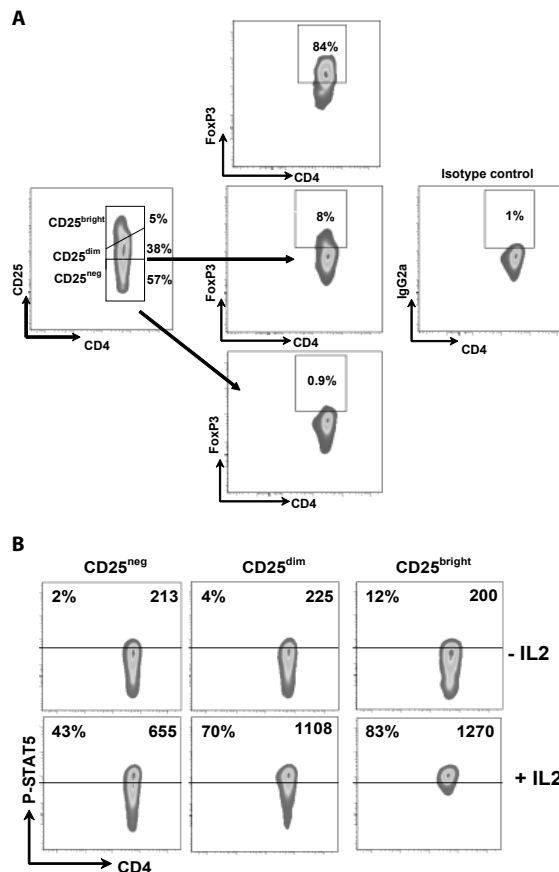 A
84%
FoxP3
CD4
Isotype control
CD25bright
5%
CD25dim
38%
CD25neg
57%
CD25
CD4
8%
FoxP3
CD4
1%
IgG2a
CD4
0.9%
FoxP3
CD4
B
CD25neg CD25dim CD25bright
2% 213 4% 225 12% 200
- IL2
43% 655 70% 1108 83% 1270
+ IL2
P-STAT5
CD4